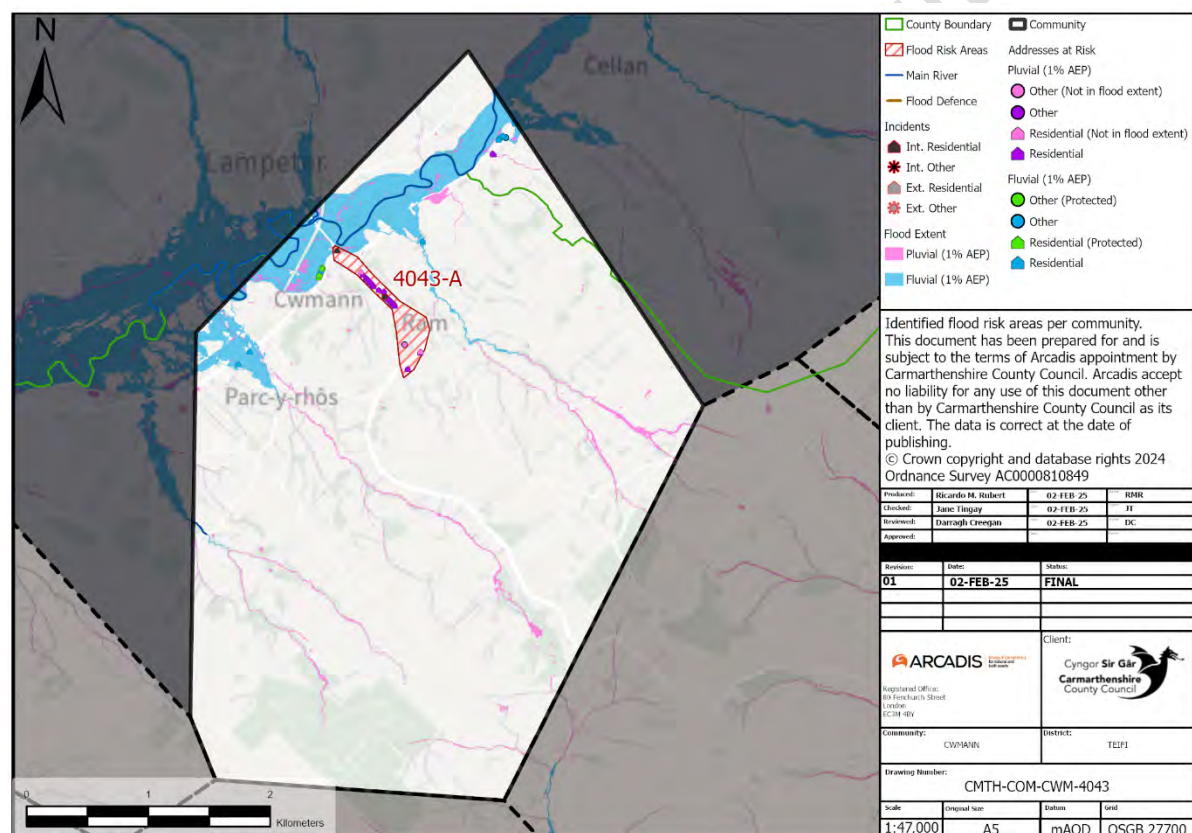 N
Cellan
Lampeter
4043-A
Cwmann
Ram
Parc-y-rhôs
0 1 2
Kilometers
County Boundary
Community
Flood Risk Areas
Main River
Flood Defence
Incidents
Int. Residential
Int. Other
Ext. Residential
Ext. Other
Flood Extent
Pluvial (1% AEP)
Fluvial (1% AEP)
Addresses at Risk
Pluvial (1% AEP)
Other (Not in flood extent)
Other
Residential (Not in flood extent)
Residential
Fluvial (1% AEP)
Other (Protected)
Other
Residential (Protected)
Residential
Identified flood risk areas per community.
This document has been prepared for and is
subject to the terms of Arcadis appointment by
Carmarthenshire County Council. Arcadis accept
no liability for any use of this document other
than by Carmarthenshire County Council as its
client. The data is correct at the date of
publishing.
© Crown copyright and database rights 2024
Ordnance Survey AC0000810849
Produced: Ricardo M. Rubert 02-FEB-25 RMR
Checked: Jane Tingay 02-FEB-25 JT
Reviewed: Darragh Creegan 02-FEB-25 DC
Approved:
Revision: Date: Status:
01 02-FEB-25 FINAL
ARCADIS
Registered Office:
80 Fenchurch Street
London
EC3M 4BY
Client:
Cyngor Sir Gâr
Carmarthenshire
County Council
Community: District:
CWMANN TEIFI
Drawing Number:
CMTH-COM-CWM-4043
Scale Original Size Datum Grid
1:47,000 A5 mAOD OSGB 27700